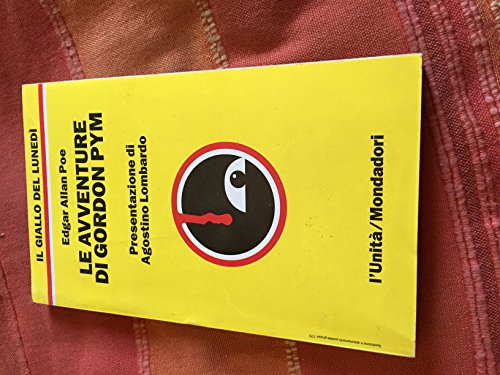 IL GIALLO DEL LUNEDÌ
Edgar Allan Poe
LE AVVENTURE
DI GORDON PYM
Presentazione di
Agostino Lombardo
l'Unità/Mondadori